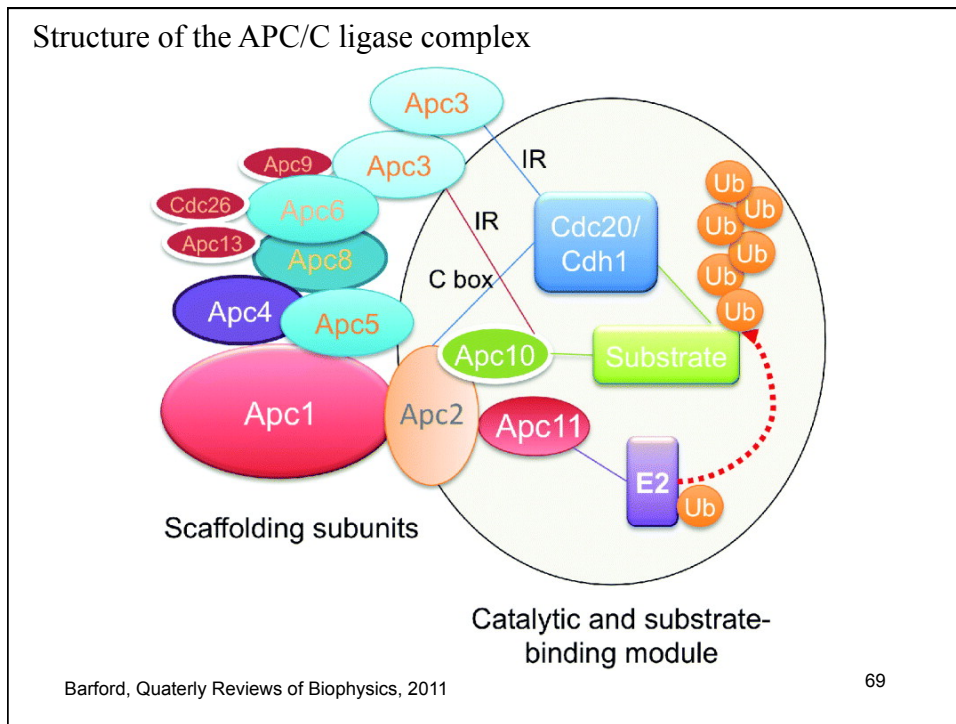 Structure of the APC/C ligase complex
Apc3
Apc9
Apc3
IR
Cdc26
Apc6
IR
Cdc20/
Cdh1
Ub
Ub
Ub
Ub
Ub
Ub
Apc13
Apc8
C box
Apc4
Apc5
Apc10
Substrate
Apc1
Apc2
Apc11
E2
Ub
Scaffolding subunits
Catalytic and substrate-
binding module
Barford, Quaterly Reviews of Biophysics, 2011
69